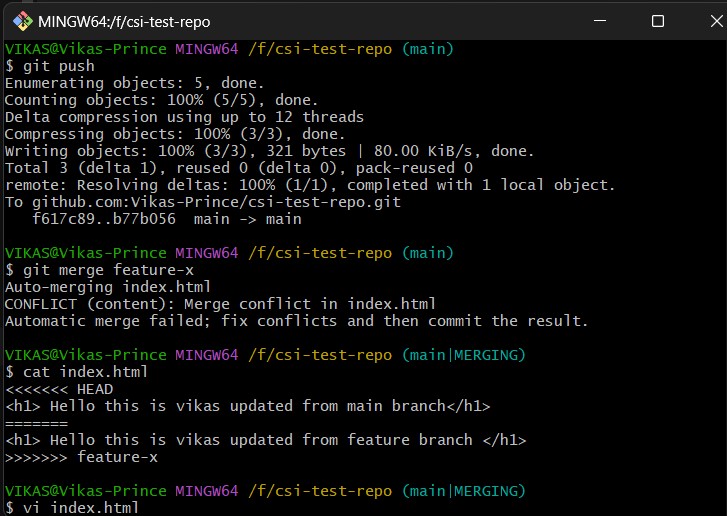 MINGW64:/f/csi-test-repo
VIKAS@Vikas-Prince MINGW64 /f/csi-test-repo (main)
$ git push
Enumerating objects: 5, done.
Counting objects: 100% (5/5), done.
Delta compression using up to 12 threads
Compressing objects: 100% (3/3), done.
Writing objects: 100% (3/3), 321 bytes | 80.00 KiB/s, done.
Total 3 (delta 1), reused 0 (delta 0), pack-reused 0
remote: Resolving deltas: 100% (1/1), completed with 1 local object.
To github.com:Vikas-Prince/csi-test-repo.git
   f617c89..b77b056  main -> main
VIKAS@Vikas-Prince MINGW64 /f/csi-test-repo (main)
$ git merge feature-x
Auto-merging index.html
CONFLICT (content): Merge conflict in index.html
Automatic merge failed; fix conflicts and then commit the result.
VIKAS@Vikas-Prince MINGW64 /f/csi-test-repo (main|MERGING)
$ cat index.html
<<<<<<< HEAD
<h1> Hello this is vikas updated from main branch</h1>
=======
<h1> Hello this is vikas updated from feature branch </h1>
>>>>>>> feature-x
VIKAS@Vikas-Prince MINGW64 /f/csi-test-repo (main|MERGING)
$ vi index.html